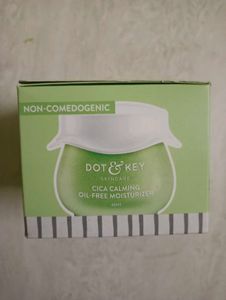 NON-COMEDOGENIC
DOT & KEY
SKINCARE
CICA CALMING
OIL-FREE MOISTURIZER